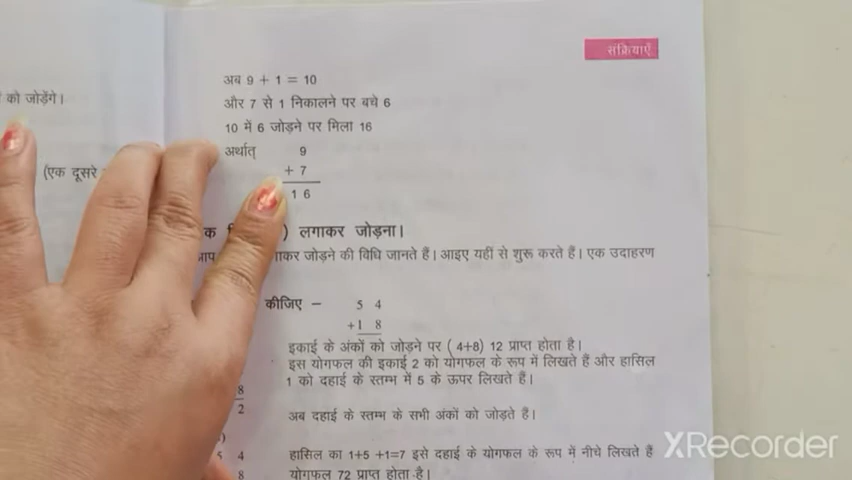 संक्रियाएँ
को जोड़ेंगे।
(एक दूसरे
अब 9 + 1 = 10
और 7 से 1 निकालने पर बचे 6
10 में 6 जोड़ने पर मिला 16
अर्थात् 9
+ 7
1 6
लगाकर जोड़ना।
जोड़ने की विधि जानते हैं। आइए यहीं से शुरू करते हैं। एक उदाहरण
कीजिए – 5 4
+1 8
इकाई के अंकों को जोड़ने पर ( 4+8) 12 प्राप्त होता है।
इस योगफल की इकाई 2 को योगफल के रूप में लिखते हैं और हासिल
1 को दहाई के स्तम्भ में 5 के ऊपर लिखते हैं।
8
2
अब दहाई के स्तम्भ के सभी अंकों को जोड़ते हैं।
5 4
8
हासिल का 1+5 +1=7 इसे दहाई के योगफल के रूप में नीचे लिखते हैं
योगफल 72 प्राप्त होता है।
XRecorder